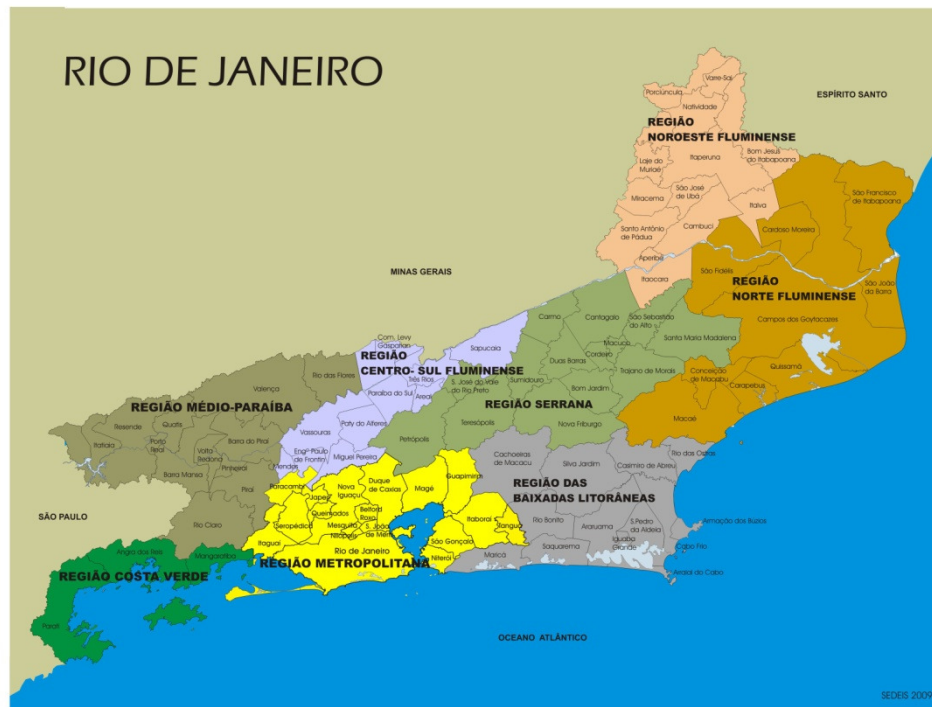 RIO DE JANEIRO
ESPÍRITO SANTO
MINAS GERAIS
SÃO PAULO
OCEANO ATLÂNTICO
REGIÃO
NOROESTE FLUMINENSE
Varre-Sai
Porciúncula
Natividade
Bom Jesus
do Itabapoana
Itaperuna
Laje do
Muriaé
São José
de Ubá
Miracema
Italva
Cambuci
Santo Antônio
de Pádua
Aperibé
Itaocara
REGIÃO
NORTE FLUMINENSE
São Francisco
de Itabapoana
Cardoso Moreira
São Fidélis
São João
da Barra
Campos dos Goytacazes
Quissamã
Conceição
de Macabu
Carapebus
Macaé
REGIÃO SERRANA
Carmo
Cantagalo
São Sebastião
do Alto
Santa Maria Madalena
Macuco
Cordeiro
Duas Barras
Trajano de Morais
Sumidouro
S. José do Vale
do Rio Preto
Bom Jardim
Nova Friburgo
Teresópolis
Petrópolis
REGIÃO
CENTRO- SUL FLUMINENSE
Com. Levy
Gasparian
Sapucaia
Três Rios
Areal
Paraíba do Sul
Paty do Alferes
Vassouras
Miguel Pereira
Engº Paulo
de Frontin
Mendes
REGIÃO MÉDIO-PARAÍBA
Rio das Flores
Valença
Resende
Quatis
Itatiaia
Porto
Real
Barra do Piraí
Volta
Redonda
Barra Mansa
Pinheiral
Piraí
Rio Claro
REGIÃO DAS
BAIXADAS LITORÂNEAS
Cachoeiras
de Macacu
Silva Jardim
Casimiro de Abreu
Rio das Ostras
Rio Bonito
Araruama
S.Pedro
da Aldeia
Iguaba
Grande
Armação dos Búzios
Cabo Frio
Arraial do Cabo
Saquarema
Maricá
REGIÃO METROPOLITANA
Paracambi
Japeri
Nova
Iguaçu
Duque
de Caxias
Magé
Guapimirim
Queimados
Belford
Roxo
Seropédica
Mesquita
S. João
de Meriti
Nilópolis
Itaguaí
Rio de Janeiro
Itaboraí
Tanguá
São Gonçalo
Niterói
REGIÃO COSTA VERDE
Angra dos Reis
Mangaratiba
Parati
SEDEIS 2009